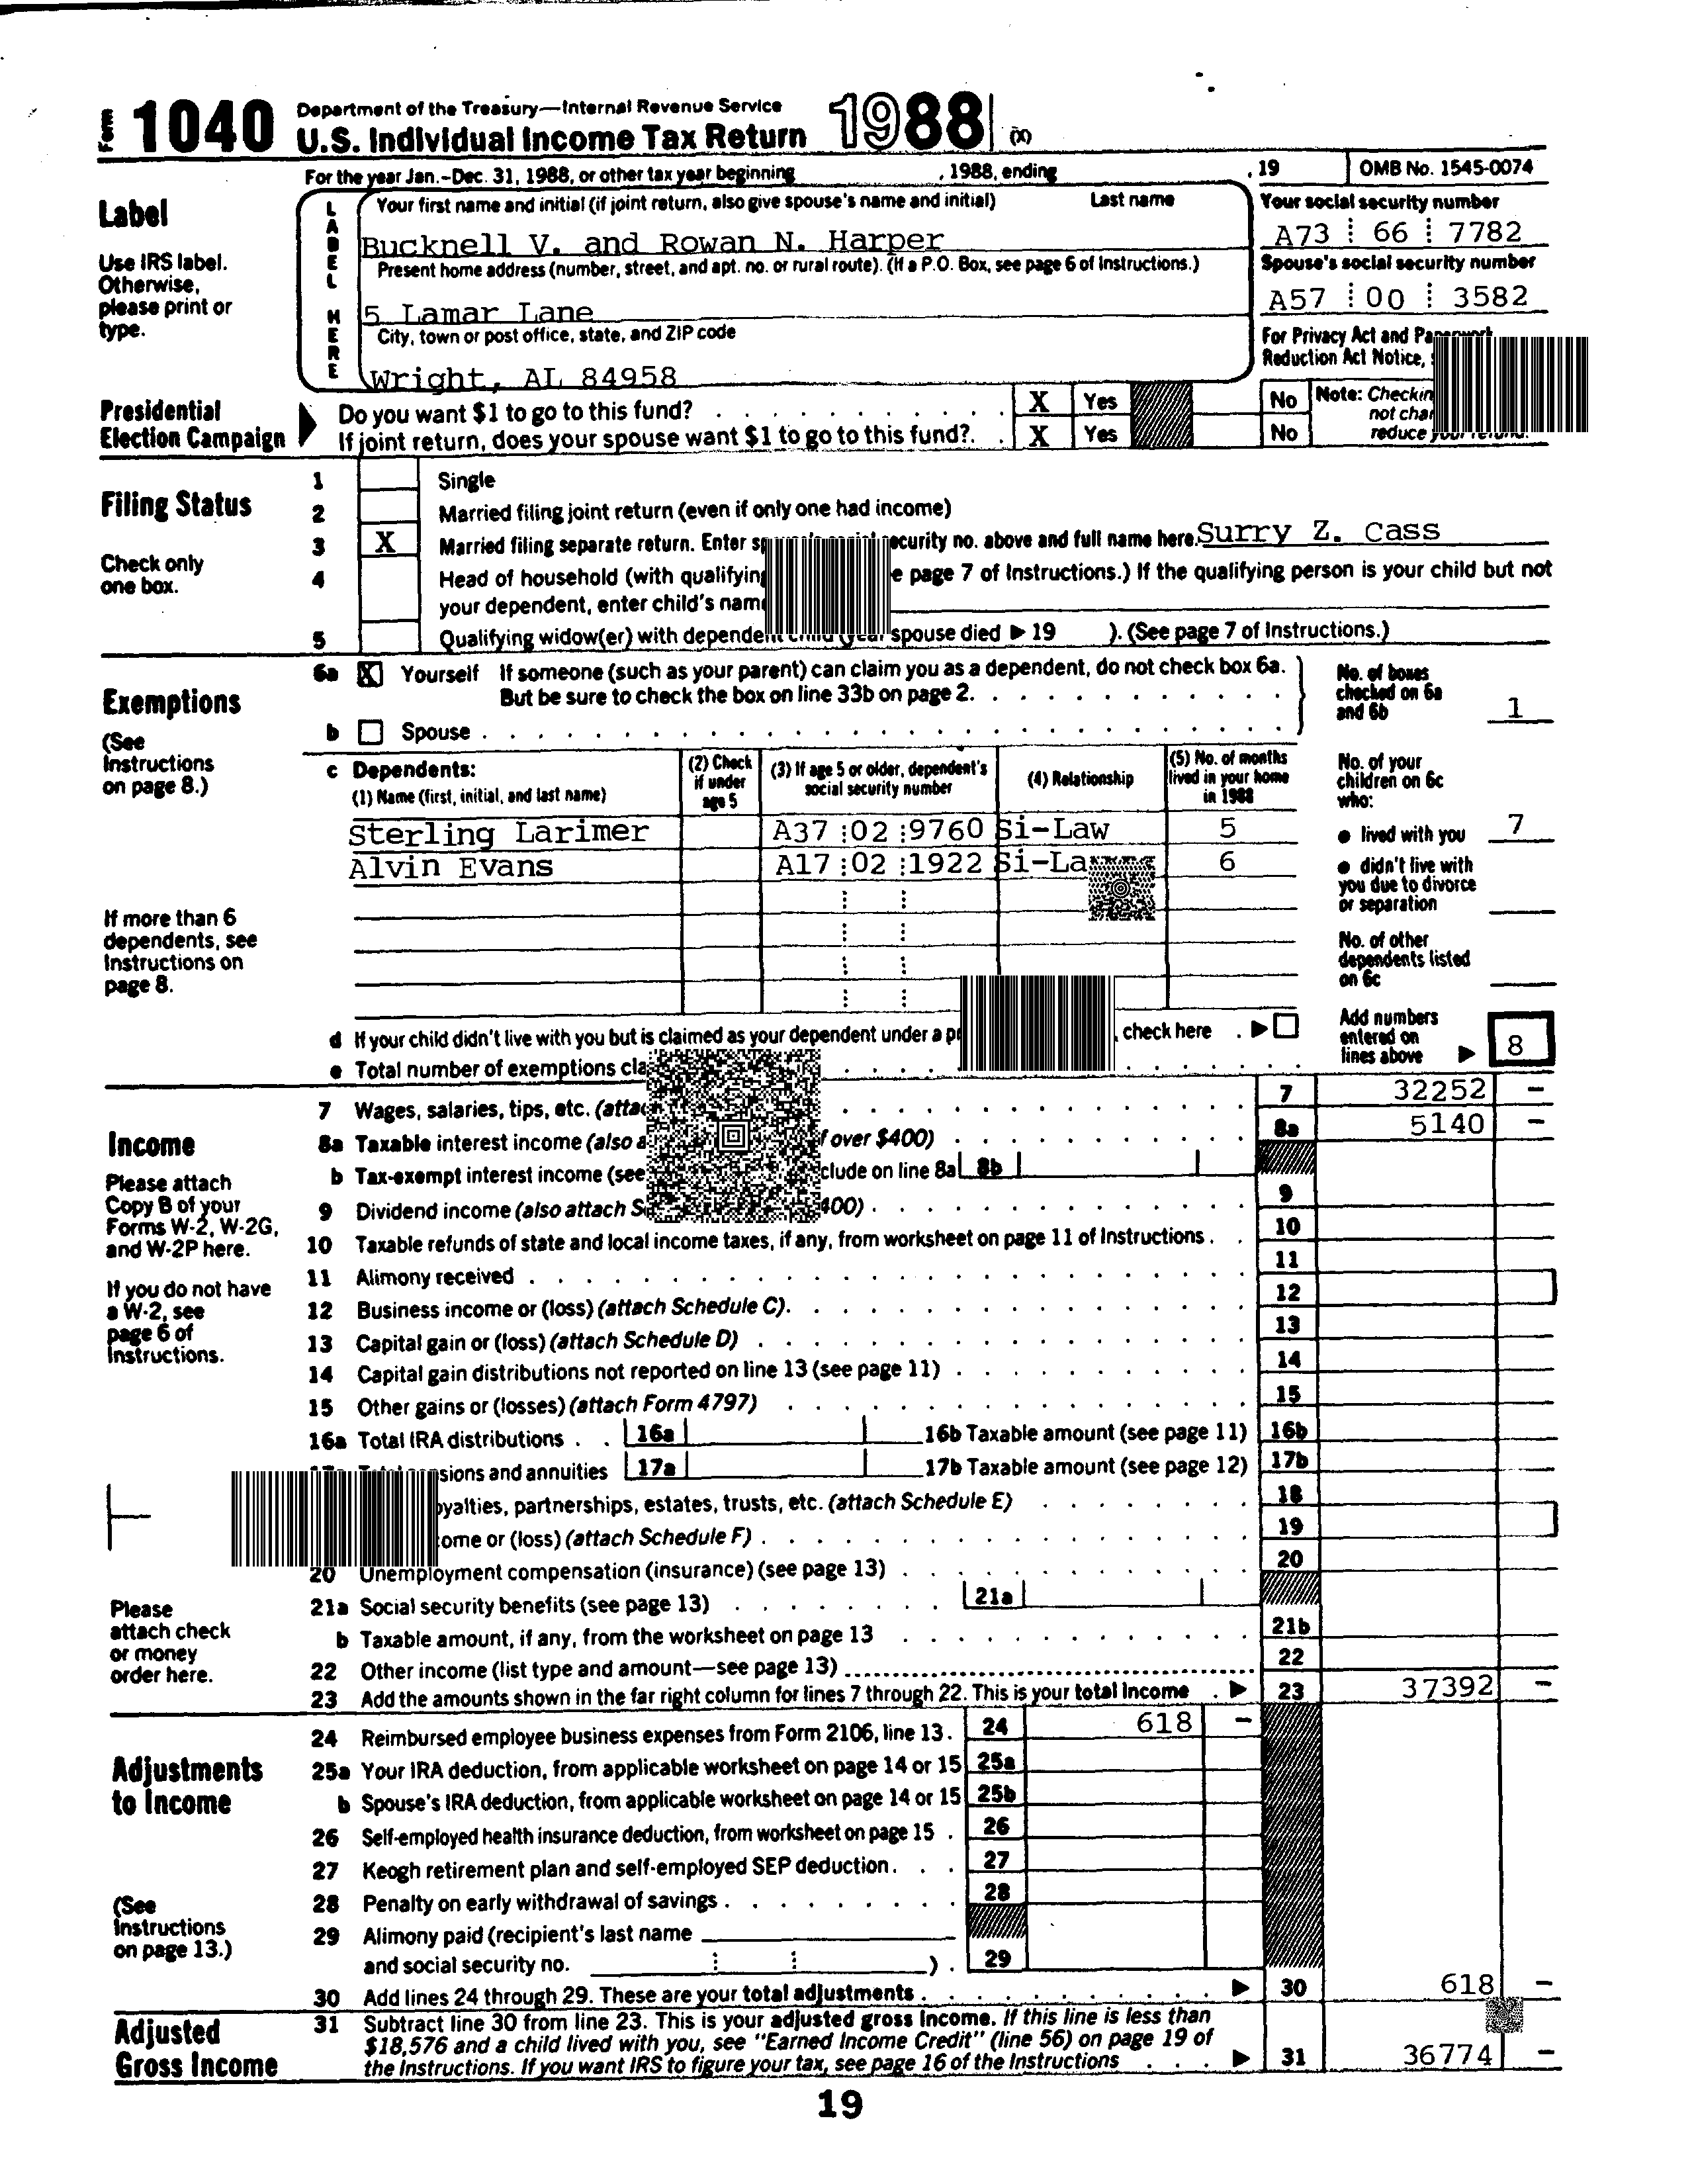 Form 1040 Department of the Treasury—Internal Revenue Service
U.S. Individual Income Tax Return 1988 (X)
For the year Jan.-Dec. 31, 1988, or other tax year beginning , 1988, ending , 19 OMB No. 1545-0074
Label
Use IRS label. Otherwise, please print or type.
LABEL HERE
Your first name and initial (if joint return, also give spouse's name and initial) Last name
Bucknell V. and Rowan N. Harper
Your social security number
A73 66 7782
Present home address (number, street, and apt. no. or rural route). (If a P.O. Box, see page 6 of Instructions.)
5 Lamar Lane
Spouse's social security number
A57 00 3582
City, town or post office, state, and ZIP code
Wright, AL 84958
For Privacy Act and
Reduction Act Notice,
Presidential Election Campaign
Do you want $1 to go to this fund? X Yes No
If joint return, does your spouse want $1 to go to this fund?. X Yes No
Note: Checkin
not
reduce
Filing Status
Check only one box.
1 Single
2 Married filing joint return (even if only one had income)
3 X Married filing separate return. Enter ecurity no. above and full name here. Surry Z. Cass
4 Head of household (with qualifying page 7 of Instructions.) If the qualifying person is your child but not
your dependent, enter child's nam
5 Qualifying widow(er) with spouse died ▶ 19 ). (See page 7 of Instructions.)
Exemptions
(See Instructions on page 8.)
6a X Yourself If someone (such as your parent) can claim you as a dependent, do not check box 6a.
But be sure to check the box on line 33b on page 2.
b Spouse
No. of boxes checked on 6a and 6b 1
c Dependents:
(1) Name (first, initial, and last name) (2) Check if under age 5 (3) If age 5 or older, dependent's social security number (4) Relationship (5) No. of months lived in your home in 1988
Sterling Larimer A37 02 9760 Si-Law 5
Alvin Evans A17 02 1922 Si-La 6
No. of your children on 6c who:
● lived with you 7
● didn't live with you due to divorce or separation
No. of other dependents listed on 6c
If more than 6 dependents, see Instructions on page 8.
d If your child didn't live with you but is claimed as your dependent under a check here ▶
e Total number of exemptions
Add numbers entered on lines above ▶ 8
Income
Please attach Copy B of your Forms W-2, W-2G, and W-2P here.
If you do not have a W-2, see page 6 of Instructions.
Please attach check or money order here.
7 Wages, salaries, tips, etc. 7 32252 –
8a Taxable interest income (also over $400) 8a 5140 –
b Tax-exempt interest income (see clude on line 8a 8b
9 Dividend income (also attach 400) 9
10 Taxable refunds of state and local income taxes, if any, from worksheet on page 11 of Instructions 10
11 Alimony received 11
12 Business income or (loss) (attach Schedule C). 12
13 Capital gain or (loss) (attach Schedule D) 13
14 Capital gain distributions not reported on line 13 (see page 11) 14
15 Other gains or (losses) (attach Form 4797) 15
16a Total IRA distributions 16a 16b Taxable amount (see page 11) 16b
sions and annuities 17a 17b Taxable amount (see page 12) 17b
yalties, partnerships, estates, trusts, etc. (attach Schedule E) 18
ome or (loss) (attach Schedule F) 19
20 Unemployment compensation (insurance) (see page 13) 20
21a Social security benefits (see page 13) 21a
b Taxable amount, if any, from the worksheet on page 13 21b
22 Other income (list type and amount—see page 13) 22
23 Add the amounts shown in the far right column for lines 7 through 22. This is your total income ▶ 23 37392 –
Adjustments to Income
(See Instructions on page 13.)
24 Reimbursed employee business expenses from Form 2106, line 13. 24 618 –
25a Your IRA deduction, from applicable worksheet on page 14 or 15 25a
b Spouse's IRA deduction, from applicable worksheet on page 14 or 15 25b
26 Self-employed health insurance deduction, from worksheet on page 15 26
27 Keogh retirement plan and self-employed SEP deduction 27
28 Penalty on early withdrawal of savings 28
29 Alimony paid (recipient's last name
and social security no. ) 29
30 Add lines 24 through 29. These are your total adjustments ▶ 30 618 –
Adjusted Gross Income
31 Subtract line 30 from line 23. This is your adjusted gross income. If this line is less than
$18,576 and a child lived with you, see "Earned Income Credit" (line 56) on page 19 of
the Instructions. If you want IRS to figure your tax, see page 16 of the Instructions ▶ 31 36774 –
19